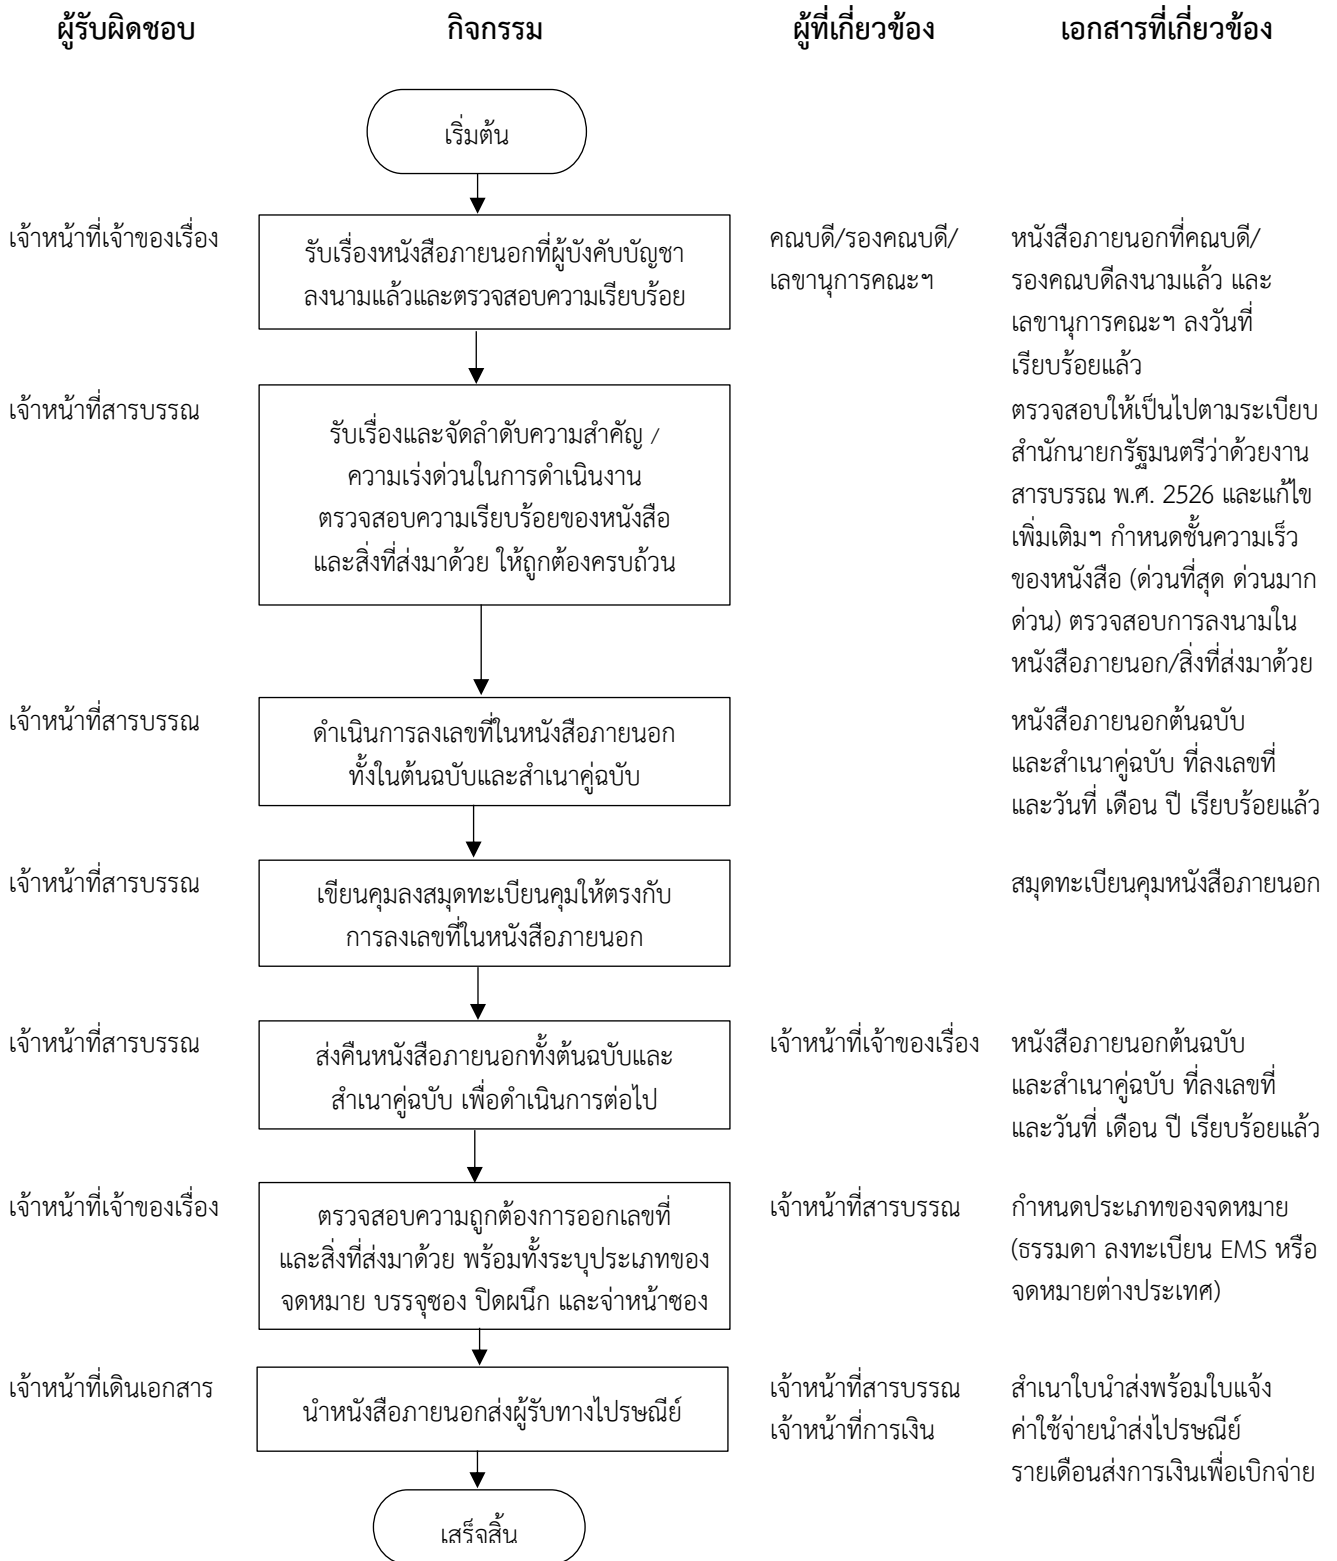 ผู้รับผิดชอบ กิจกรรม ผู้ที่เกี่ยวข้อง เอกสารที่เกี่ยวข้อง
เริ่มต้น
เจ้าหน้าที่เจ้าของเรื่อง
รับเรื่องหนังสือภายนอกที่ผู้บังคับบัญชา
ลงนามแล้วและตรวจสอบความเรียบร้อย
คณบดี/รองคณบดี/
เลขานุการคณะฯ
หนังสือภายนอกที่คณบดี/
รองคณบดีลงนามแล้ว และ
เลขานุการคณะฯ ลงวันที่
เรียบร้อยแล้ว
เจ้าหน้าที่สารบรรณ
รับเรื่องและจัดลำดับความสำคัญ /
ความเร่งด่วนในการดำเนินงาน
ตรวจสอบความเรียบร้อยของหนังสือ
และสิ่งที่ส่งมาด้วย ให้ถูกต้องครบถ้วน
ตรวจสอบให้เป็นไปตามระเบียบ
สำนักนายกรัฐมนตรีว่าด้วยงาน
สารบรรณ พ.ศ. 2526 และแก้ไข
เพิ่มเติมฯ กำหนดชั้นความเร็ว
ของหนังสือ (ด่วนที่สุด ด่วนมาก
ด่วน) ตรวจสอบการลงนามใน
หนังสือภายนอก/สิ่งที่ส่งมาด้วย
เจ้าหน้าที่สารบรรณ
ดำเนินการลงเลขที่ในหนังสือภายนอก
ทั้งในต้นฉบับและสำเนาคู่ฉบับ
หนังสือภายนอกต้นฉบับ
และสำเนาคู่ฉบับ ที่ลงเลขที่
และวันที่ เดือน ปี เรียบร้อยแล้ว
เจ้าหน้าที่สารบรรณ
เขียนคุมลงสมุดทะเบียนคุมให้ตรงกับ
การลงเลขที่ในหนังสือภายนอก
สมุดทะเบียนคุมหนังสือภายนอก
เจ้าหน้าที่สารบรรณ
ส่งคืนหนังสือภายนอกทั้งต้นฉบับและ
สำเนาคู่ฉบับ เพื่อดำเนินการต่อไป
เจ้าหน้าที่เจ้าของเรื่อง
หนังสือภายนอกต้นฉบับ
และสำเนาคู่ฉบับ ที่ลงเลขที่
และวันที่ เดือน ปี เรียบร้อยแล้ว
เจ้าหน้าที่เจ้าของเรื่อง
ตรวจสอบความถูกต้องการออกเลขที่
และสิ่งที่ส่งมาด้วย พร้อมทั้งระบุประเภทของ
จดหมาย บรรจุซอง ปิดผนึก และจ่าหน้าซอง
เจ้าหน้าที่สารบรรณ
กำหนดประเภทของจดหมาย
(ธรรมดา ลงทะเบียน EMS หรือ
จดหมายต่างประเทศ)
เจ้าหน้าที่เดินเอกสาร
นำหนังสือภายนอกส่งผู้รับทางไปรษณีย์
เจ้าหน้าที่สารบรรณ
เจ้าหน้าที่การเงิน
สำเนาใบนำส่งพร้อมใบแจ้ง
ค่าใช้จ่ายนำส่งไปรษณีย์
รายเดือนส่งการเงินเพื่อเบิกจ่าย
เสร็จสิ้น